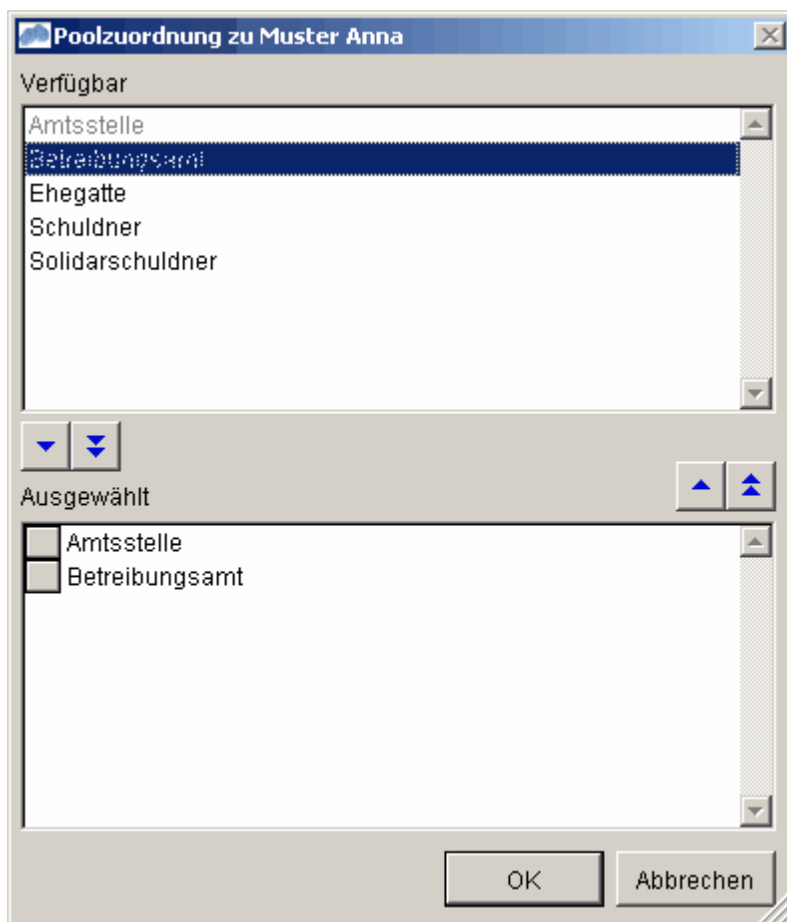 Poolzuordnung zu Muster Anna
Verfügbar
Amtsstelle
Betreibungsamt
Ehegatte
Schuldner
Solidarschuldner
Ausgewählt
Amtsstelle
Betreibungsamt
OK
Abbrechen